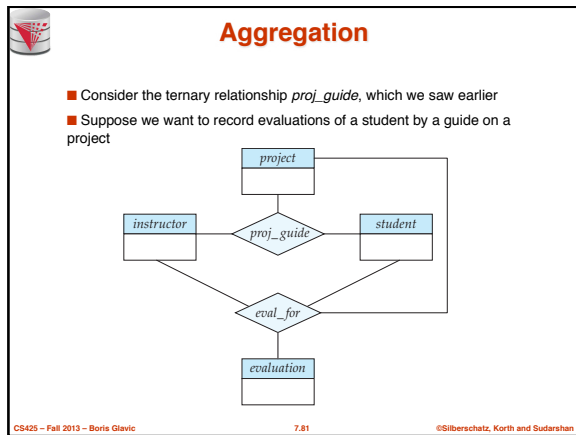 Aggregation
■ Consider the ternary relationship proj_guide, which we saw earlier
■ Suppose we want to record evaluations of a student by a guide on a
project
project
instructor
proj_guide
student
eval_for
evaluation
CS425 – Fall 2013 – Boris Glavic
7.81
©Silberschatz, Korth and Sudarshan